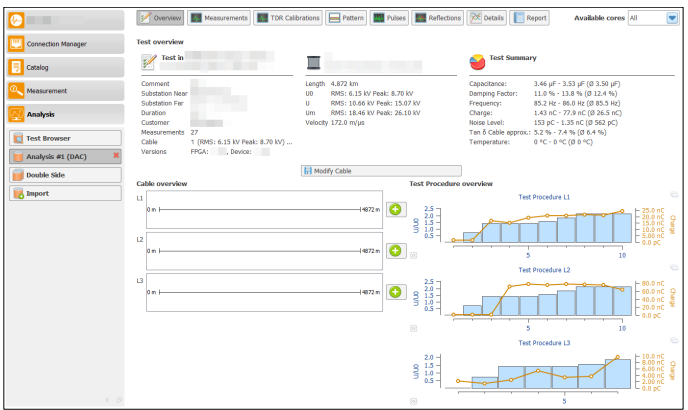 Overview Measurements TDR Calibrations Pattern Pulses Reflections Details Report Available cores All
Connection Manager
Catalog
Measurement
Analysis
Test Browser
Analysis #1 (DAC)
Double Side
Import
Test overview
Test in
Comment
Substation Near
Substation Far
Duration
Customer
Measurements 27
Cable 1 (RMS: 6.15 kV Peak: 8.70 kV) ...
Versions FPGA: , Device:
Length 4.872 km
U0 RMS: 6.15 kV Peak: 8.70 kV
U RMS: 10.66 kV Peak: 15.07 kV
Um RMS: 18.46 kV Peak: 26.10 kV
Velocity 172.0 m/µs
Test Summary
Capacitance: 3.46 µF - 3.53 µF (Ø 3.50 µF)
Damping Factor: 11.0 % - 13.8 % (Ø 12.4 %)
Frequency: 85.2 Hz - 86.0 Hz (Ø 85.5 Hz)
Charge: 1.43 nC - 77.9 nC (Ø 26.5 nC)
Noise Level: 153 pC - 1.35 nC (Ø 562 pC)
Tan δ Cable approx.: 5.2 % - 7.4 % (Ø 6.4 %)
Temperature: 0 °C - 0 °C (Ø 0 °C)
Modify Cable
Cable overview
L1
0 m 4872 m
L2
0 m 4872 m
L3
0 m 4872 m
Test Procedure overview
Test Procedure L1
U/U0
2.5
2.0
1.5
1.0
0.5
5 10
25.0 nC
20.0 nC
15.0 nC
10.0 nC
5.00 nC
0.0 pC
Charge
Test Procedure L2
U/U0
2.5
2.0
1.5
1.0
0.5
5 10
80.0 nC
60.0 nC
40.0 nC
20.0 nC
0.0 pC
Charge
Test Procedure L3
U/U0
2.0
1.5
1.0
0.5
5
10.0 nC
8.00 nC
6.00 nC
4.00 nC
2.00 nC
0.0 pC
Charge